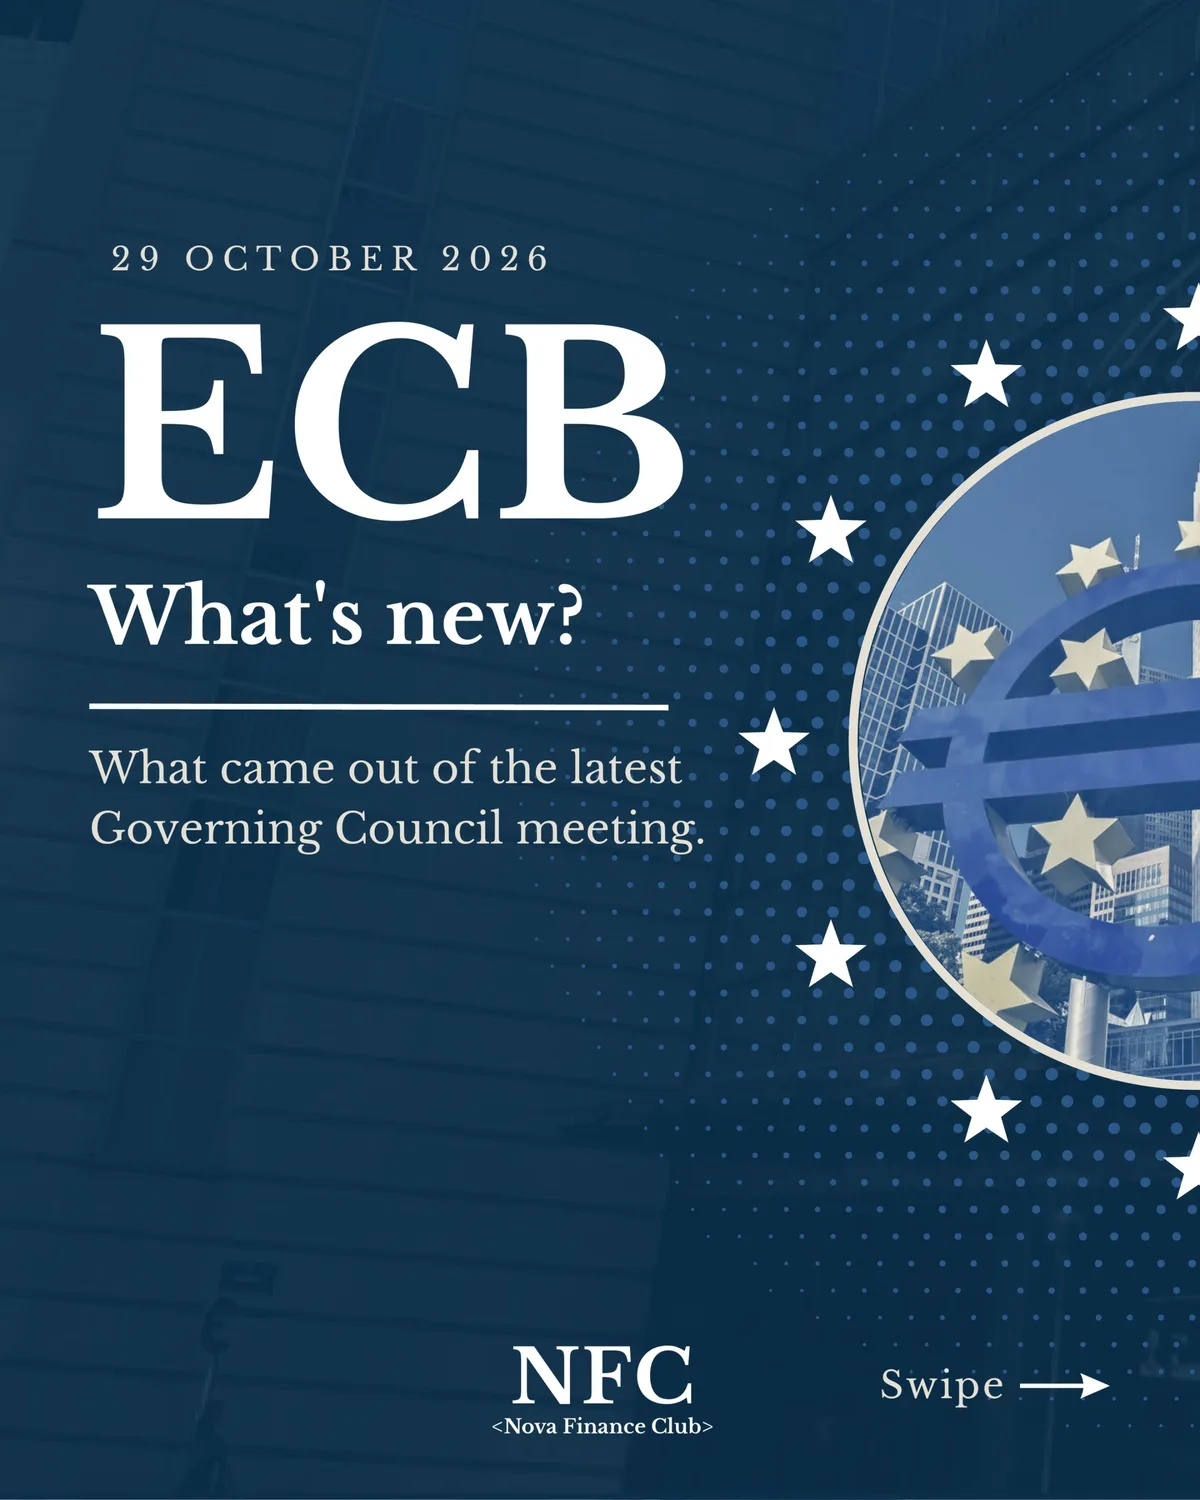 29 OCTOBER 2026
ECB
What's new?
What came out of the latest
Governing Council meeting.
NFC
<Nova Finance Club>
Swipe